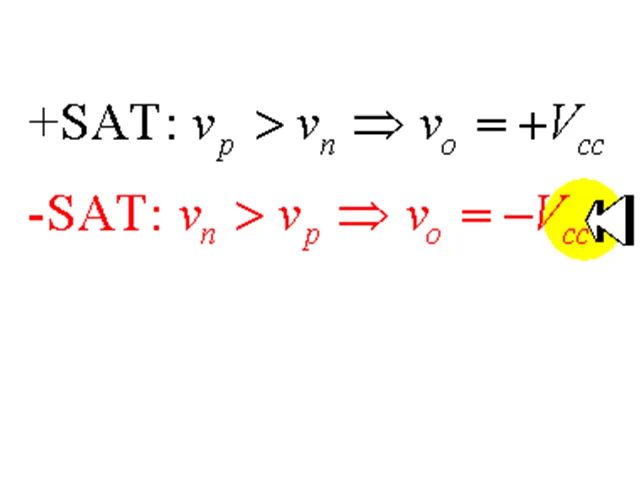 +SAT: v_p > v_n ⇒ v_o = +V_cc
-SAT: v_n > v_p ⇒ v_o = −V_cc